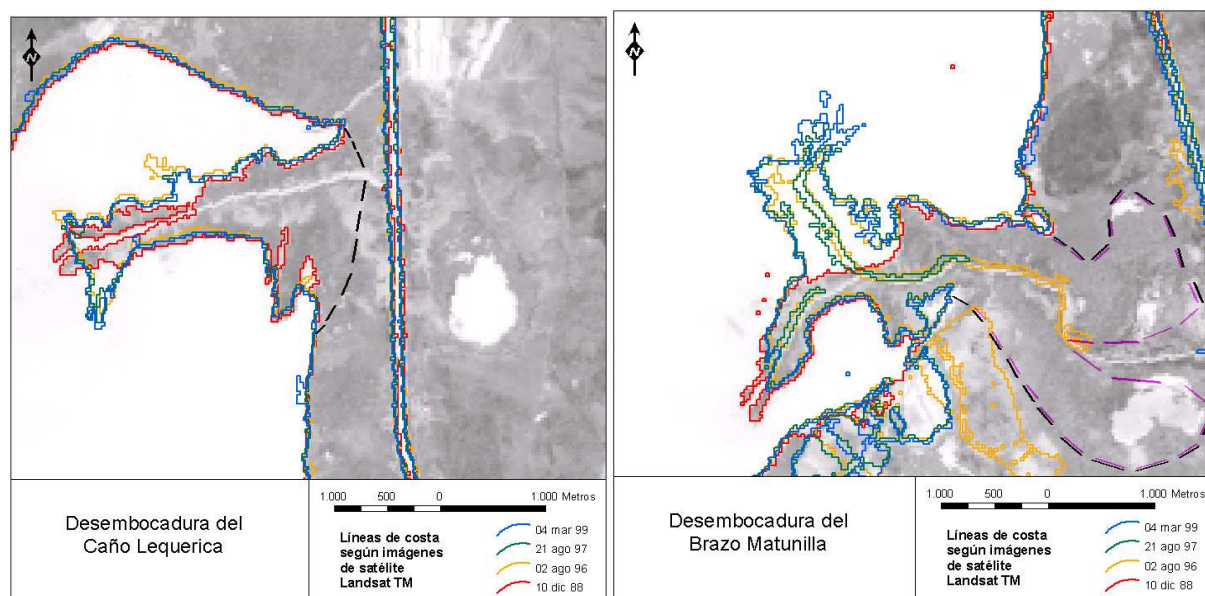 N
Desembocadura del
Caño Lequerica
1.000 500 0 1.000 Metros
Líneas de costa
según imágenes
de satélite
Landsat TM
04 mar 99
21 ago 97
02 ago 96
10 dic 88
N
Desembocadura del
Brazo Matunilla
1.000 500 0 1.000 Metros
Líneas de costa
según imágenes
de satélite
Landsat TM
04 mar 99
21 ago 97
02 ago 96
10 dic 88